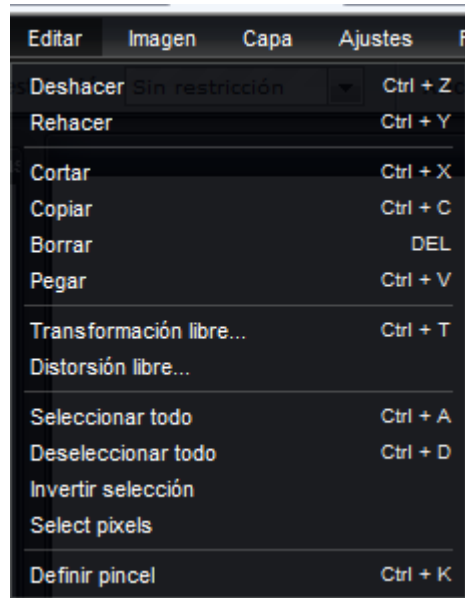 Editar Imagen Capa Ajustes
Deshacer Sin restricción Ctrl + Z
Rehacer Ctrl + Y
Cortar Ctrl + X
Copiar Ctrl + C
Borrar DEL
Pegar Ctrl + V
Transformación libre... Ctrl + T
Distorsión libre...
Seleccionar todo Ctrl + A
Deseleccionar todo Ctrl + D
Invertir selección
Select pixels
Definir pincel Ctrl + K